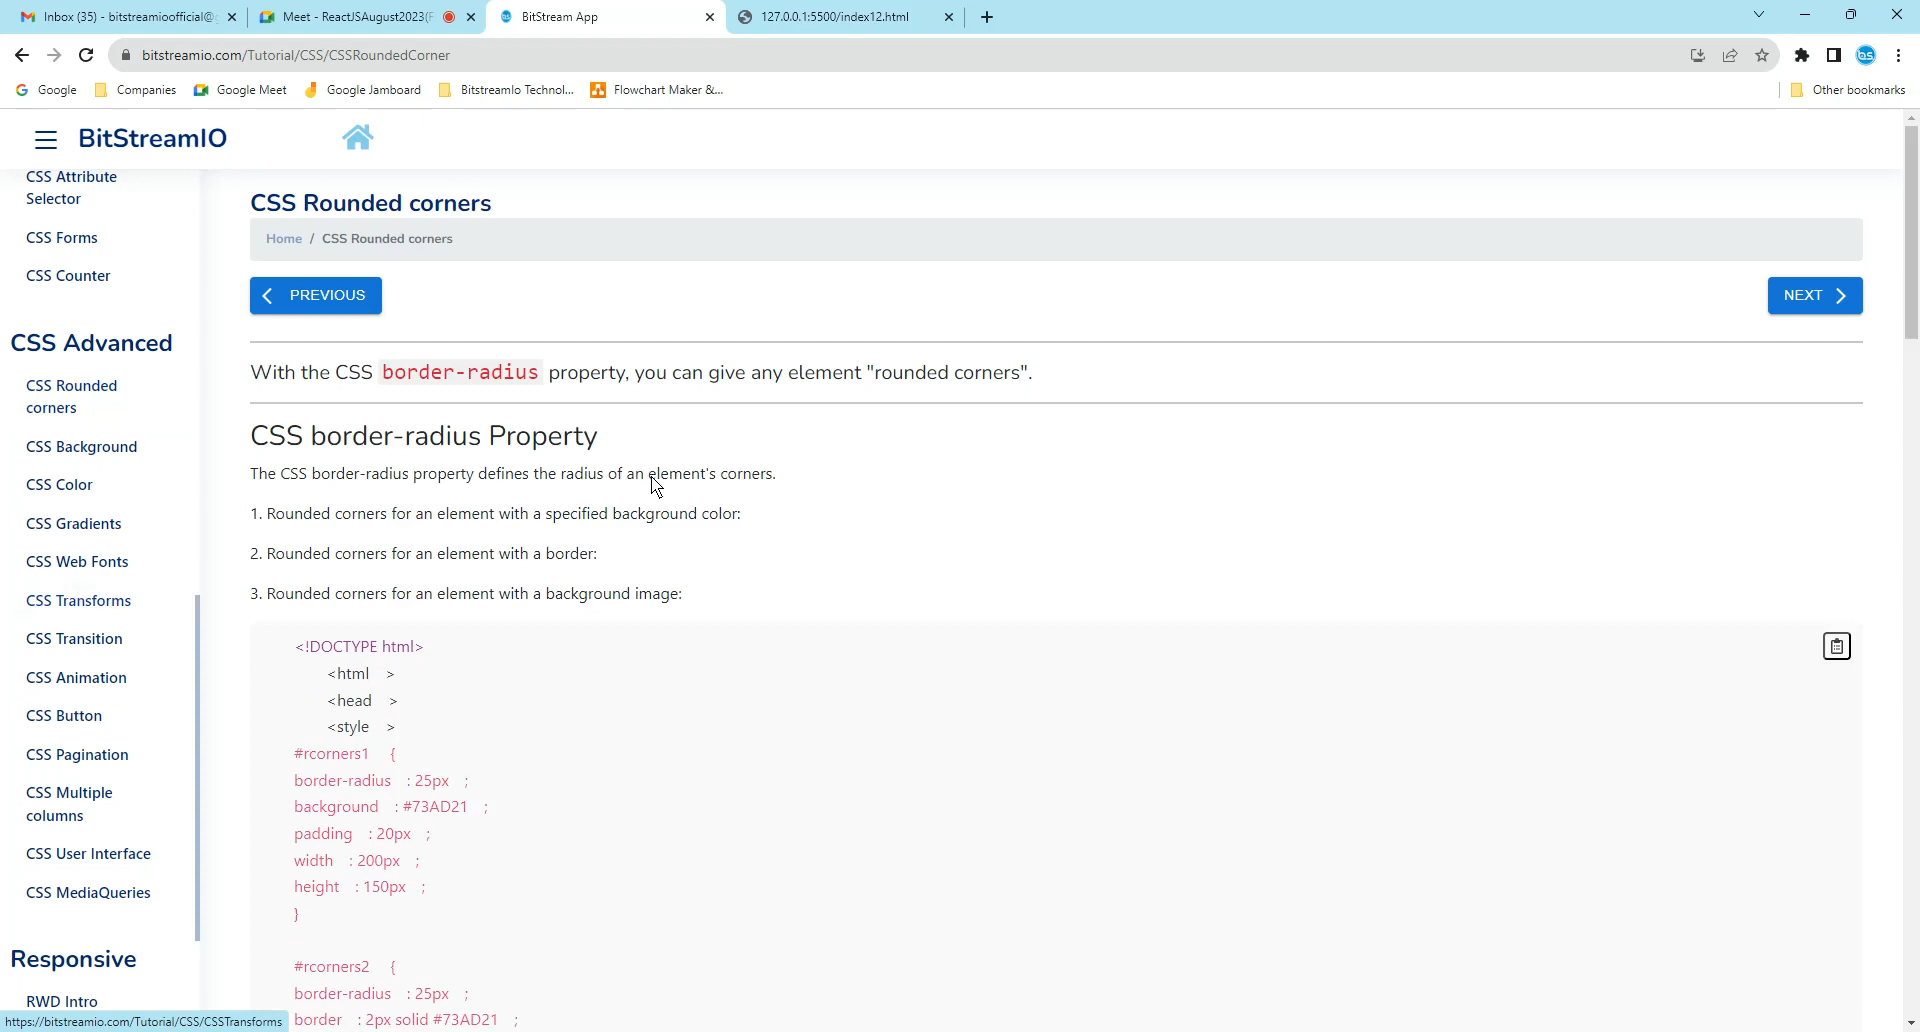 Inbox (35) - bitstreamioofficial@
Meet - ReactJSAugust2023(F
BitStream App
127.0.0.1:5500/index12.html
bitstreamio.com/Tutorial/CSS/CSSRoundedCorner
Google
Companies
Google Meet
Google Jamboard
BitstreamIo Technol...
Flowchart Maker &...
Other bookmarks
BitStreamIO
CSS Attribute
Selector
CSS Forms
CSS Counter
CSS Advanced
CSS Rounded
corners
CSS Background
CSS Color
CSS Gradients
CSS Web Fonts
CSS Transforms
CSS Transition
CSS Animation
CSS Button
CSS Pagination
CSS Multiple
columns
CSS User Interface
CSS MediaQueries
Responsive
RWD Intro
https://bitstreamio.com/Tutorial/CSS/CSSTransforms
CSS Rounded corners
Home / CSS Rounded corners
PREVIOUS
NEXT
With the CSS border-radius property, you can give any element "rounded corners".
CSS border-radius Property
The CSS border-radius property defines the radius of an element's corners.
1. Rounded corners for an element with a specified background color:
2. Rounded corners for an element with a border:
3. Rounded corners for an element with a background image:
<!DOCTYPE html>
<html >
<head >
<style >
#rcorners1 {
border-radius : 25px ;
background : #73AD21 ;
padding : 20px ;
width : 200px ;
height : 150px ;
}
#rcorners2 {
border-radius : 25px ;
border : 2px solid #73AD21 ;